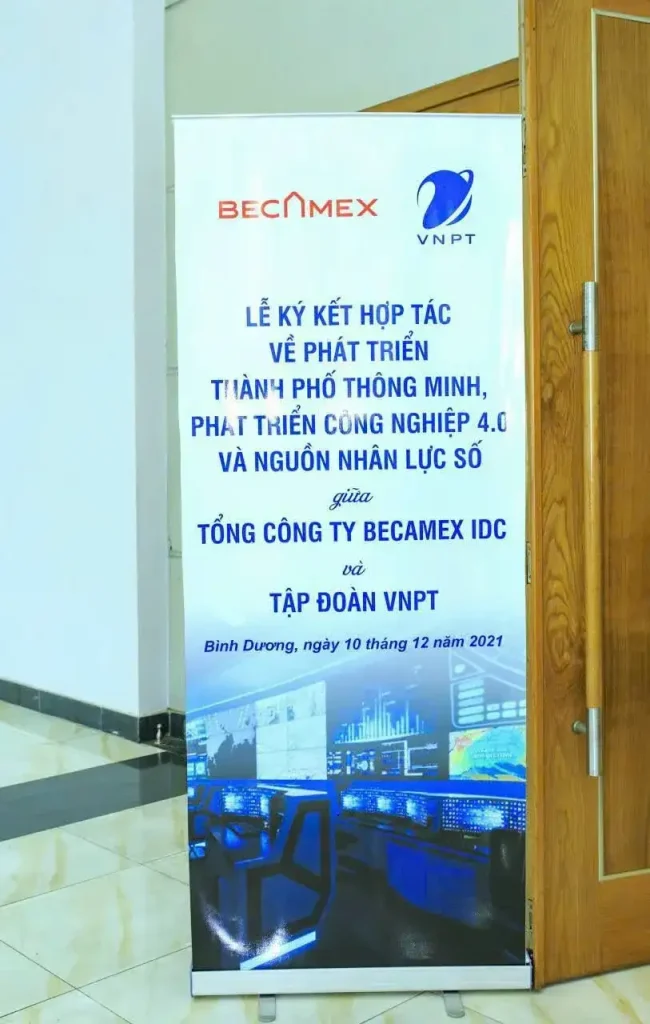 BECAMEX
VNPT
LỄ KÝ KẾT HỢP TÁC
VỀ PHÁT TRIỂN
THÀNH PHỐ THÔNG MINH,
PHÁT TRIỂN CÔNG NGHIỆP 4.0
VÀ NGUỒN NHÂN LỰC SỐ
giữa
TỔNG CÔNG TY BECAMEX IDC
và
TẬP ĐOÀN VNPT
Bình Dương, ngày 10 tháng 12 năm 2021